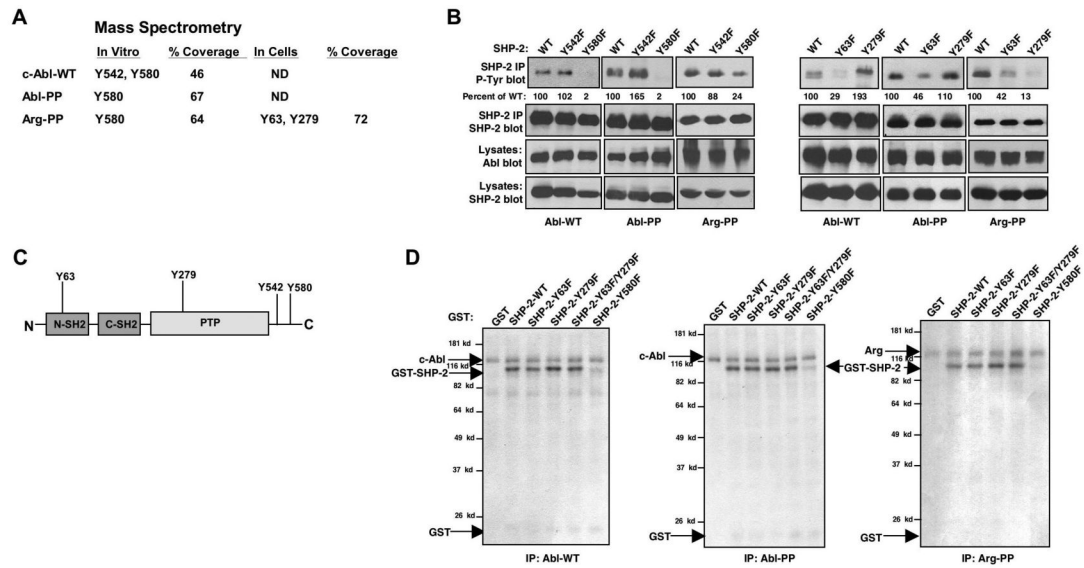 A
Mass Spectrometry
In Vitro % Coverage In Cells % Coverage
c-Abl-WT Y542, Y580 46 ND
Abl-PP Y580 67 ND
Arg-PP Y580 64 Y63, Y279 72
B
SHP-2: WT Y542F Y580F WT Y542F Y580F WT Y542F Y580F WT Y63F Y279F WT Y63F Y279F WT Y63F Y279F
SHP-2 IP
P-Tyr blot
Percent of WT: 100 102 2 100 165 2 100 88 24 100 29 193 100 46 110 100 42 13
SHP-2 IP
SHP-2 blot
Lysates:
Abl blot
Lysates:
SHP-2 blot
Abl-WT Abl-PP Arg-PP Abl-WT Abl-PP Arg-PP
C
Y63 Y279 Y542 Y580
N N-SH2 C-SH2 PTP C
D
GST: GST SHP-2-WT SHP-2-Y63F SHP-2-Y279F SHP-2-Y63F/Y279F SHP-2-Y580F
181 kd
c-Abl
116 kd
GST-SHP-2
82 kd
64 kd
49 kd
37 kd
26 kd
GST
IP: Abl-WT
GST SHP-2-WT SHP-2-Y63F SHP-2-Y279F SHP-2-Y63F/Y279F SHP-2-Y580F
181 kd
c-Abl
116 kd
82 kd
64 kd
49 kd
37 kd
26 kd
GST
IP: Abl-PP
GST SHP-2-WT SHP-2-Y63F SHP-2-Y279F SHP-2-Y63F/Y279F SHP-2-Y580F
181 kd
Arg
116 kd
GST-SHP-2
82 kd
64 kd
49 kd
37 kd
26 kd
GST
IP: Arg-PP